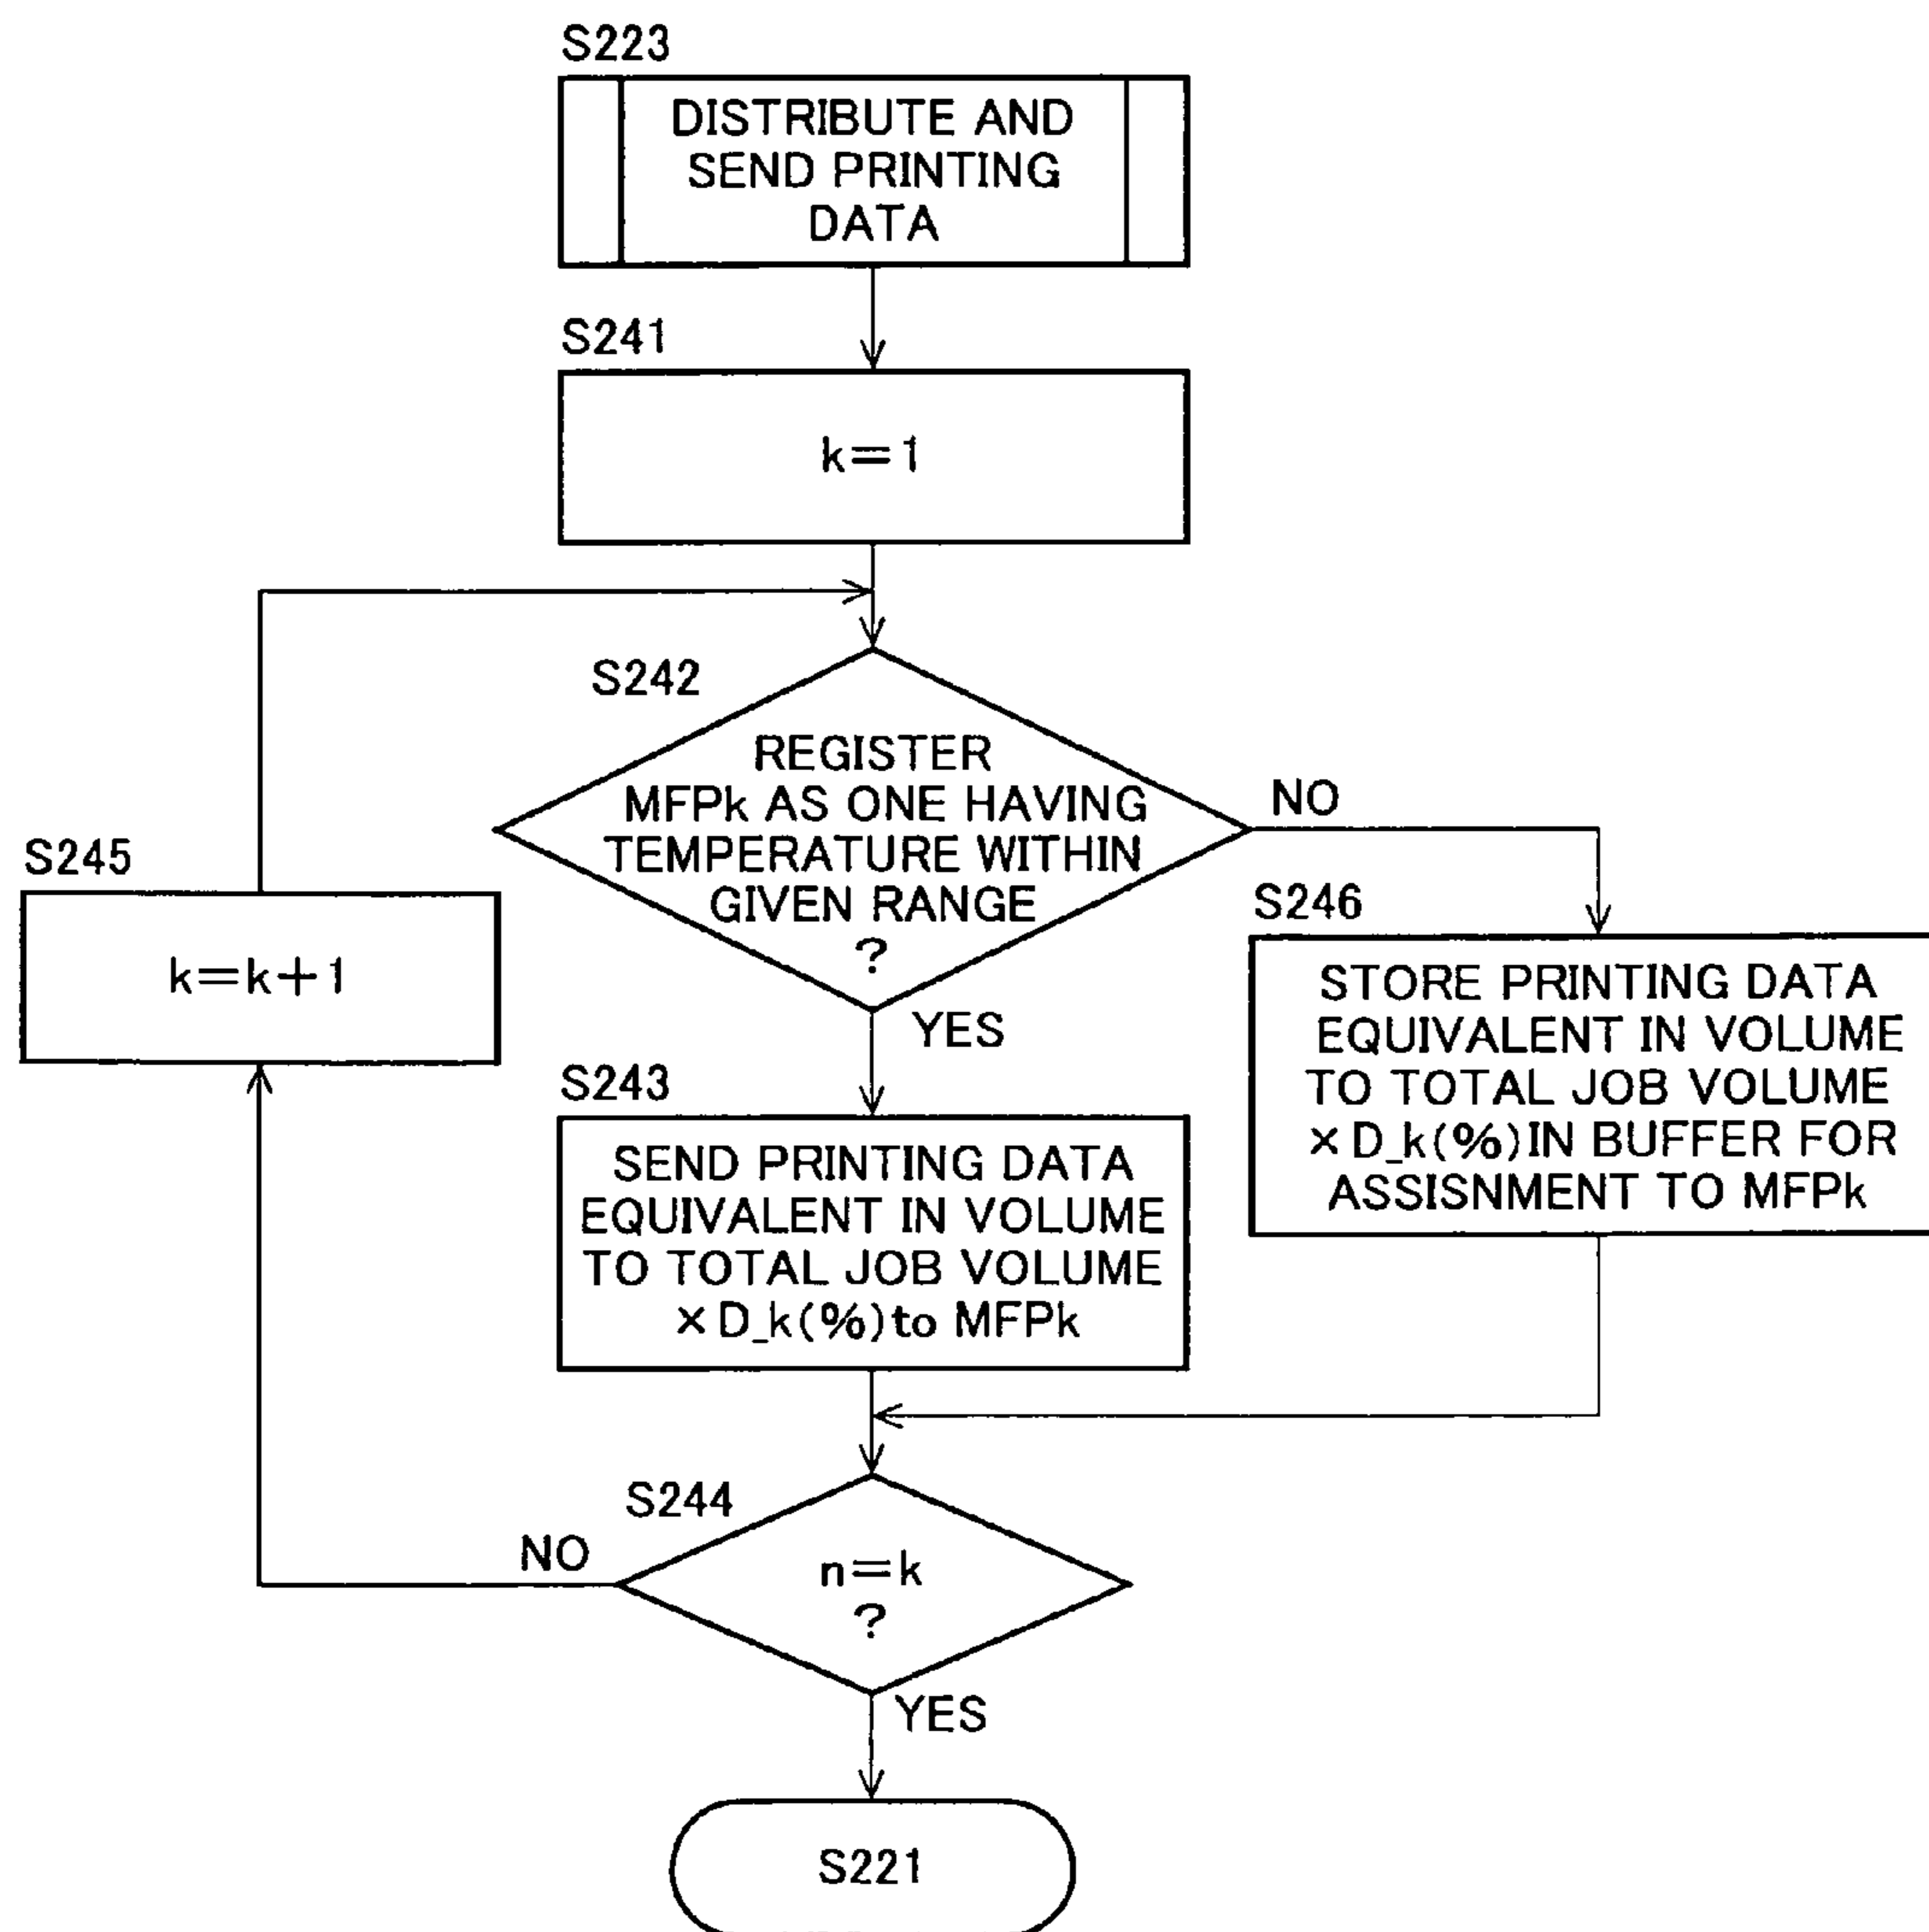 S223
DISTRIBUTE AND
SEND PRINTING
DATA
S241
k=1
S242
REGISTER
MFPk AS ONE HAVING
TEMPERATURE WITHIN
GIVEN RANGE
?
NO
YES
S245
k=k+1
S246
STORE PRINTING DATA
EQUIVALENT IN VOLUME
TO TOTAL JOB VOLUME
×D_k(%)IN BUFFER FOR
ASSISNMENT TO MFPk
S243
SEND PRINTING DATA
EQUIVALENT IN VOLUME
TO TOTAL JOB VOLUME
×D_k(%)to MFPk
S244
NO
n=k
?
YES
S221